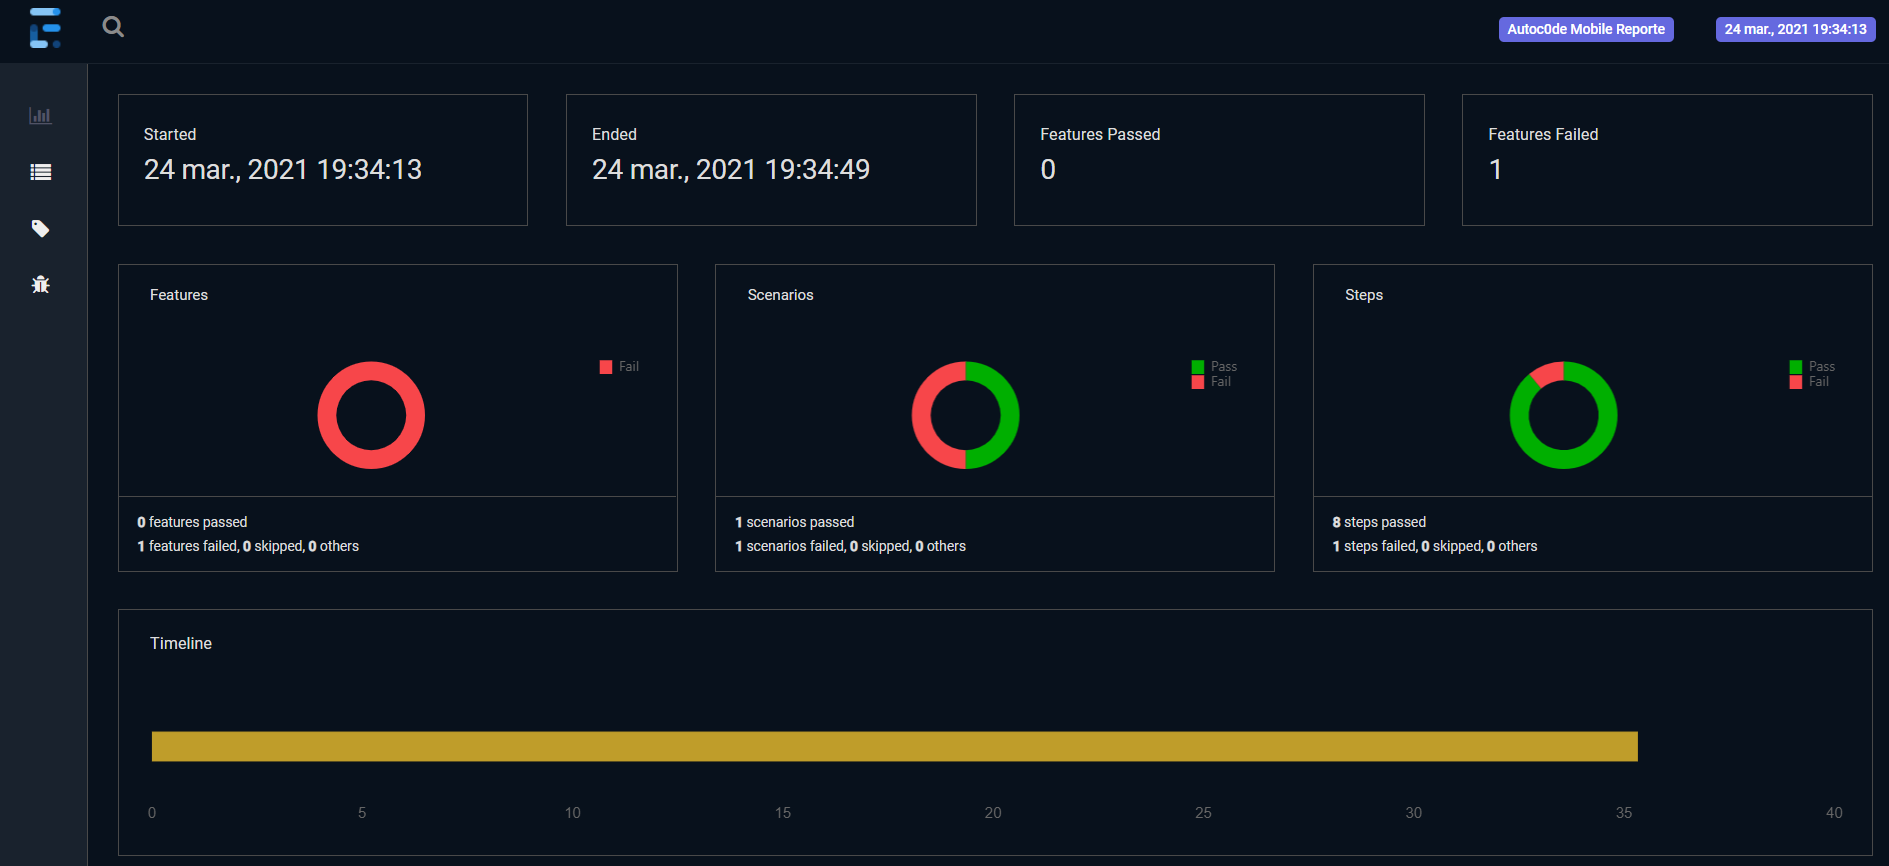 Autoc0de Mobile Reporte
24 mar., 2021 19:34:13
Started
24 mar., 2021 19:34:13
Ended
24 mar., 2021 19:34:49
Features Passed
0
Features Failed
1
Features
Fail
0 features passed
1 features failed, 0 skipped, 0 others
Scenarios
Pass
Fail
1 scenarios passed
1 scenarios failed, 0 skipped, 0 others
Steps
Pass
Fail
8 steps passed
1 steps failed, 0 skipped, 0 others
Timeline
0 5 10 15 20 25 30 35 40